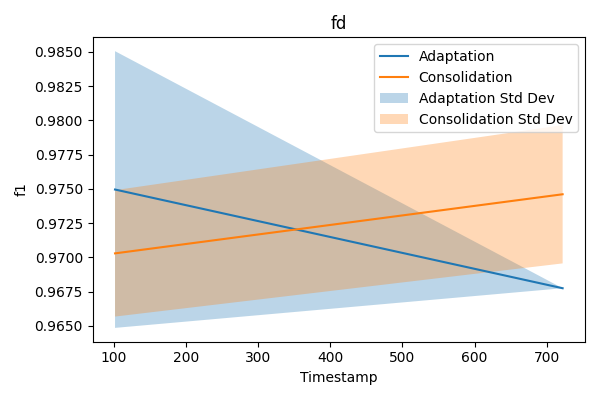 fd
0.9850
0.9825
0.9800
0.9775
0.9750
0.9725
0.9700
0.9675
0.9650
f1
Adaptation
Consolidation
Adaptation Std Dev
Consolidation Std Dev
100 200 300 400 500 600 700
Timestamp